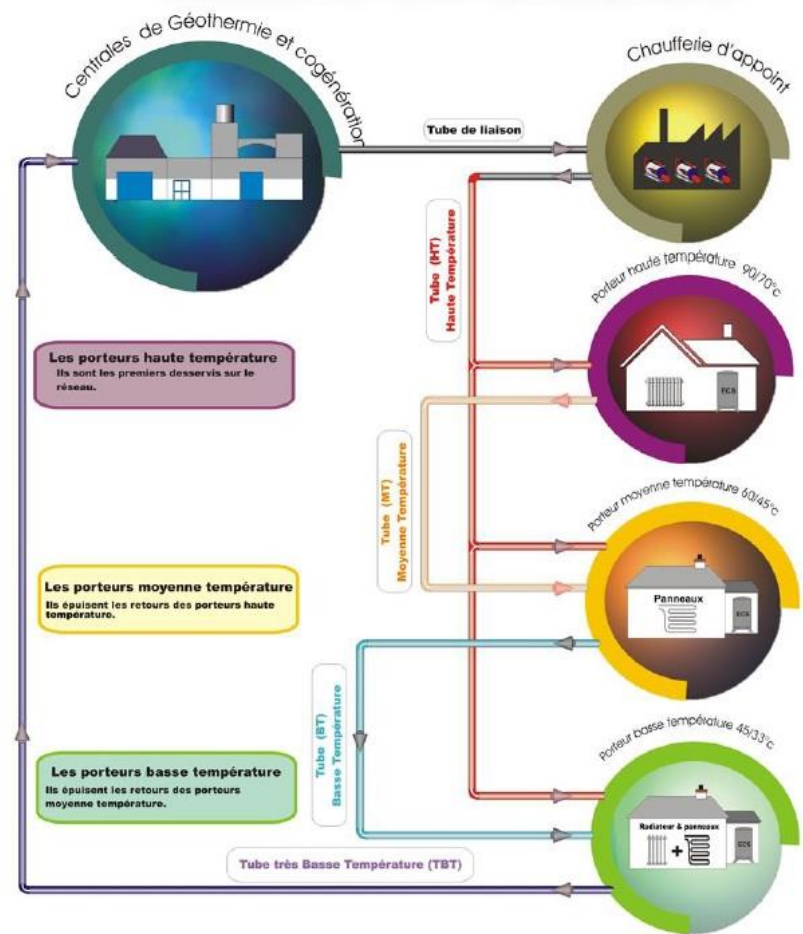 Centrales de Géothermie et cogénération
Chaufferie d'appoint
Tube de liaison
Tube (HT)
Haute Température
Porteur haute température 90/70°c
ECS
Les porteurs haute température
Ils sont les premiers desservis sur le
réseau.
Tube (MT)
Moyenne Température
Porteur moyenne température 60/45°c
Panneaux
ECS
Les porteurs moyenne température
Ils épuisent les retours des porteurs haute
température.
Tube (BT)
Basse Température
Porteur basse température 45/33°c
Radiateur & panneaux
+
ECS
Les porteurs basse température
Ils épuisent les retours des porteurs
moyenne température.
Tube très Basse Température (TBT)